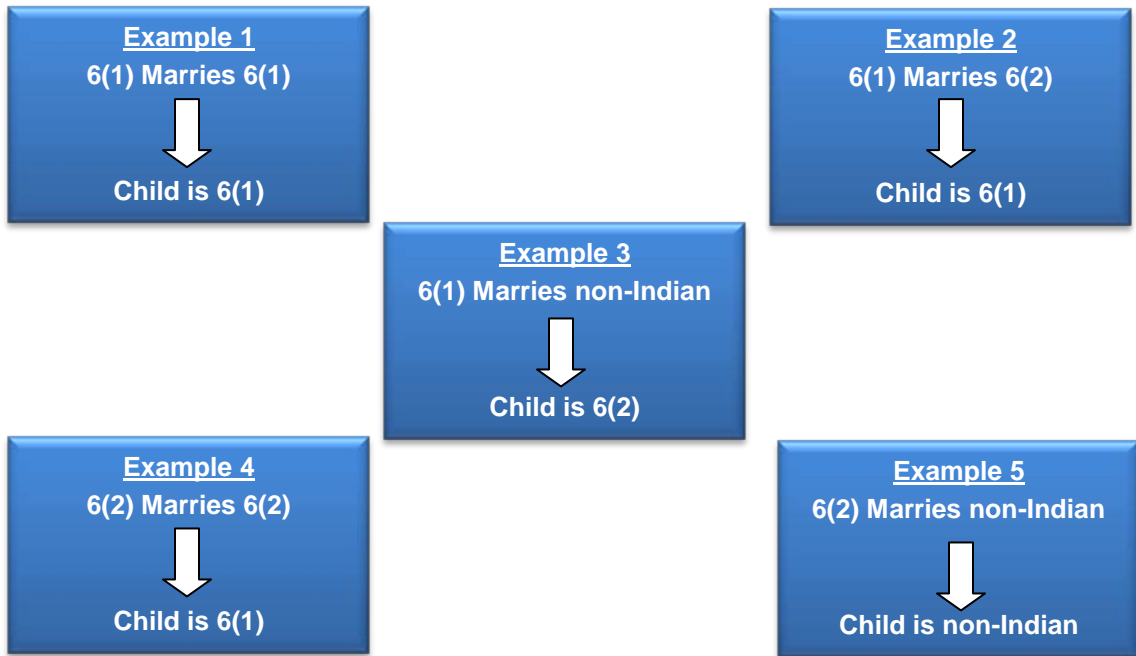 Example 1
6(1) Marries 6(1)
Child is 6(1)
Example 2
6(1) Marries 6(2)
Child is 6(1)
Example 3
6(1) Marries non-Indian
Child is 6(2)
Example 4
6(2) Marries 6(2)
Child is 6(1)
Example 5
6(2) Marries non-Indian
Child is non-Indian